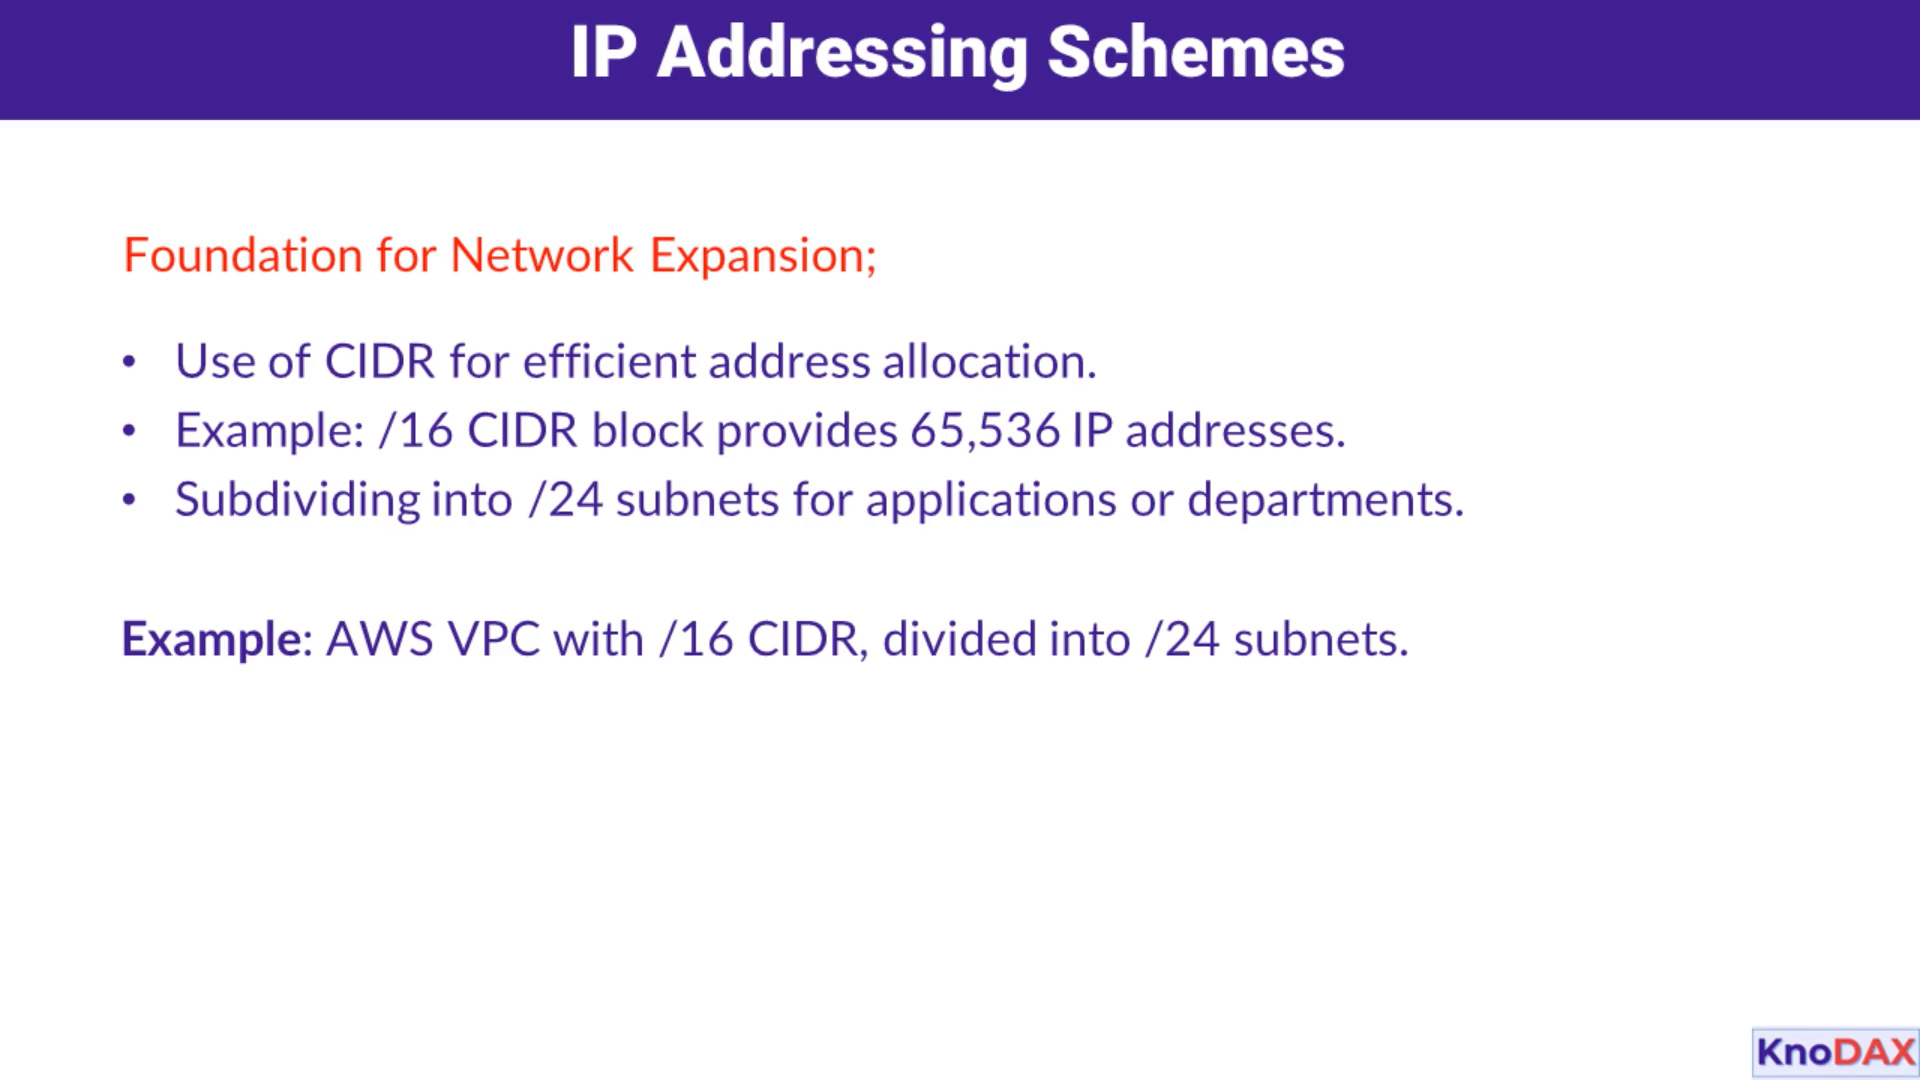 IP Addressing Schemes
Foundation for Network Expansion;
• Use of CIDR for efficient address allocation.
• Example: /16 CIDR block provides 65,536 IP addresses.
• Subdividing into /24 subnets for applications or departments.
Example: AWS VPC with /16 CIDR, divided into /24 subnets.
KnoDAX